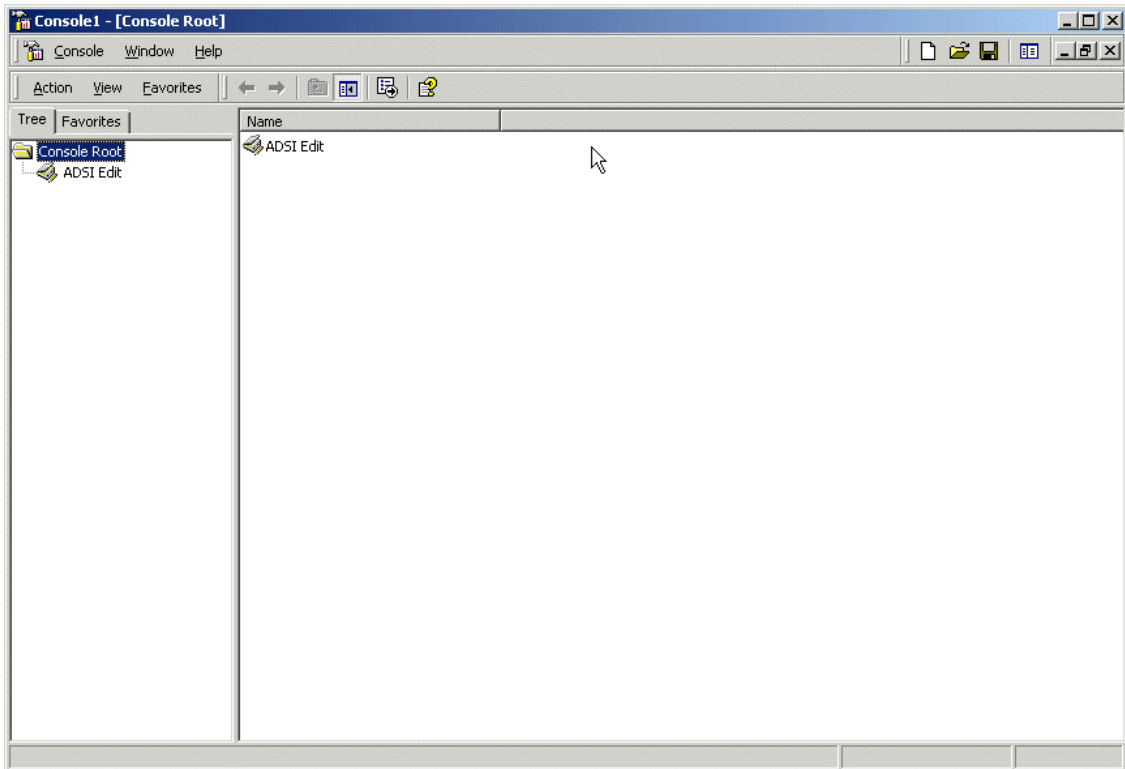 Console1 - [Console Root]
Console Window Help
Action View Favorites
Tree Favorites
Name
Console Root
ADSI Edit
ADSI Edit